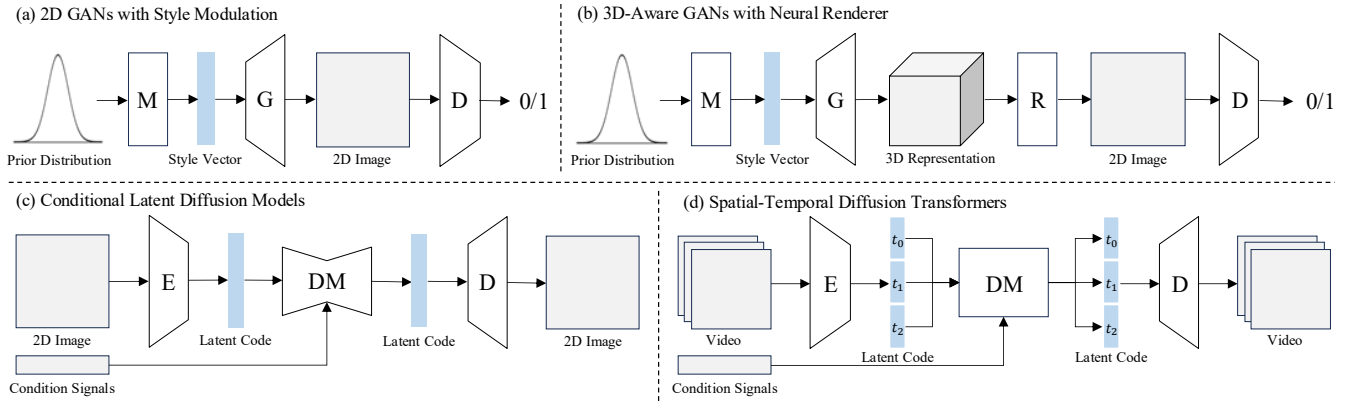 (a) 2D GANs with Style Modulation
M
G
D
0/1
Prior Distribution
Style Vector
2D Image
(b) 3D-Aware GANs with Neural Renderer
M
G
R
D
0/1
Prior Distribution
Style Vector
3D Representation
2D Image
(c) Conditional Latent Diffusion Models
E
DM
D
2D Image
Latent Code
Latent Code
2D Image
Condition Signals
(d) Spatial-Temporal Diffusion Transformers
E
t₀
t₁
t₂
DM
t₀
t₁
t₂
D
Video
Latent Code
Latent Code
Video
Condition Signals